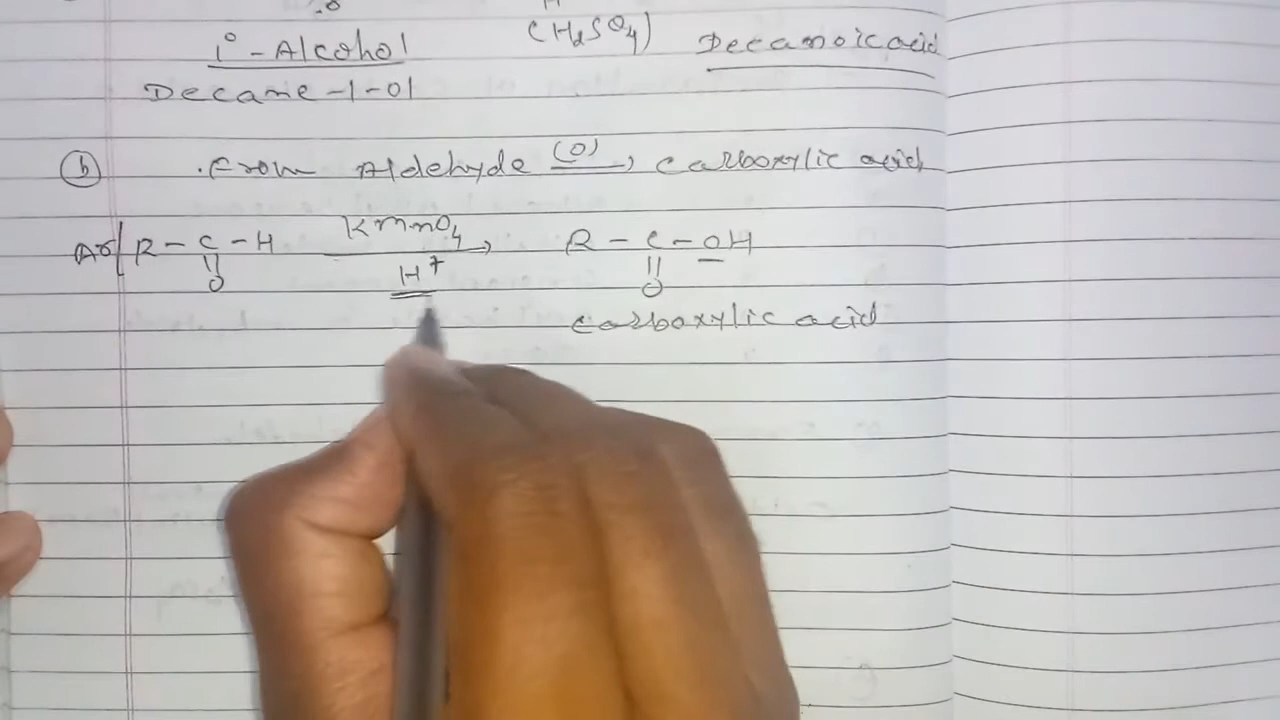 1° - Alcohol (H2SO4) Decanoic acid
Decane-1-ol
(b) From Aldehyde (O)→ carboxylic acid
Ar/R - C - H KMnO4 → R - C - OH
|| H+ ||
O O
carboxylic acid